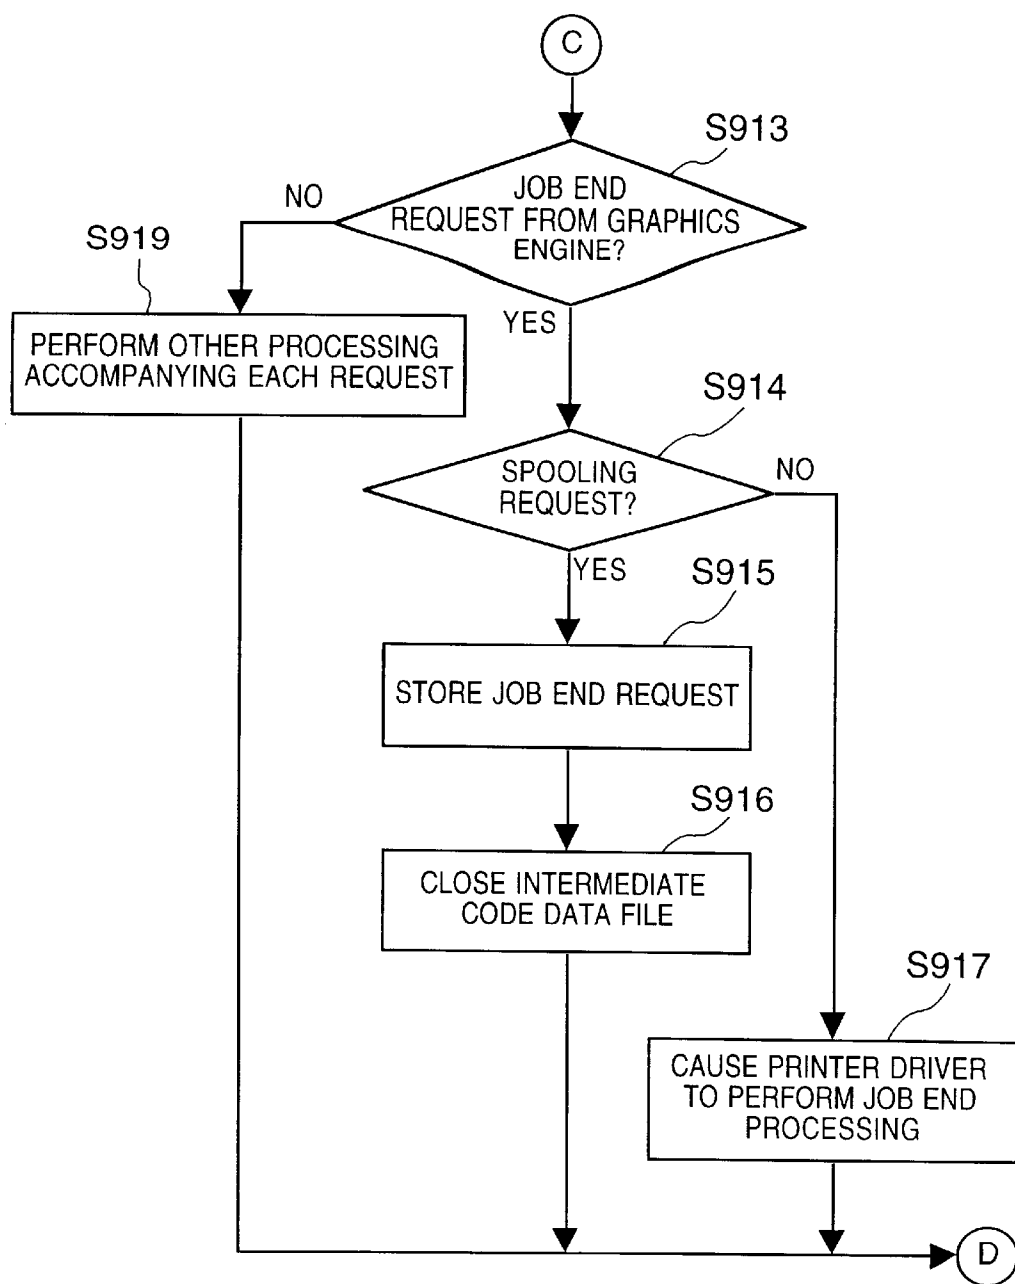 C
S913
JOB END
REQUEST FROM GRAPHICS
ENGINE?
NO
S919
YES
PERFORM OTHER PROCESSING
ACCOMPANYING EACH REQUEST
S914
SPOOLING
REQUEST?
NO
YES
S915
STORE JOB END REQUEST
S916
CLOSE INTERMEDIATE
CODE DATA FILE
S917
CAUSE PRINTER DRIVER
TO PERFORM JOB END
PROCESSING
D